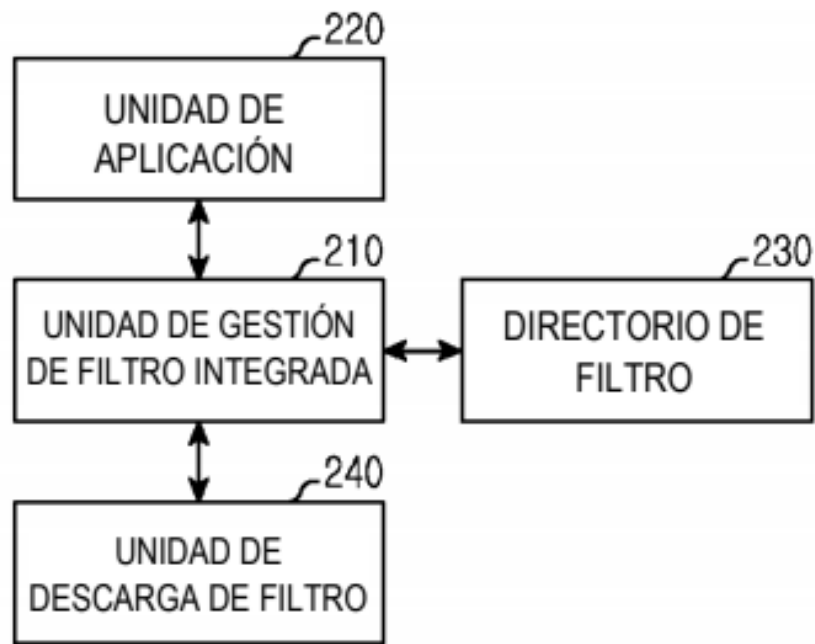 220
UNIDAD DE
APLICACIÓN
210
UNIDAD DE GESTIÓN
DE FILTRO INTEGRADA
230
DIRECTORIO DE
FILTRO
240
UNIDAD DE
DESCARGA DE FILTRO